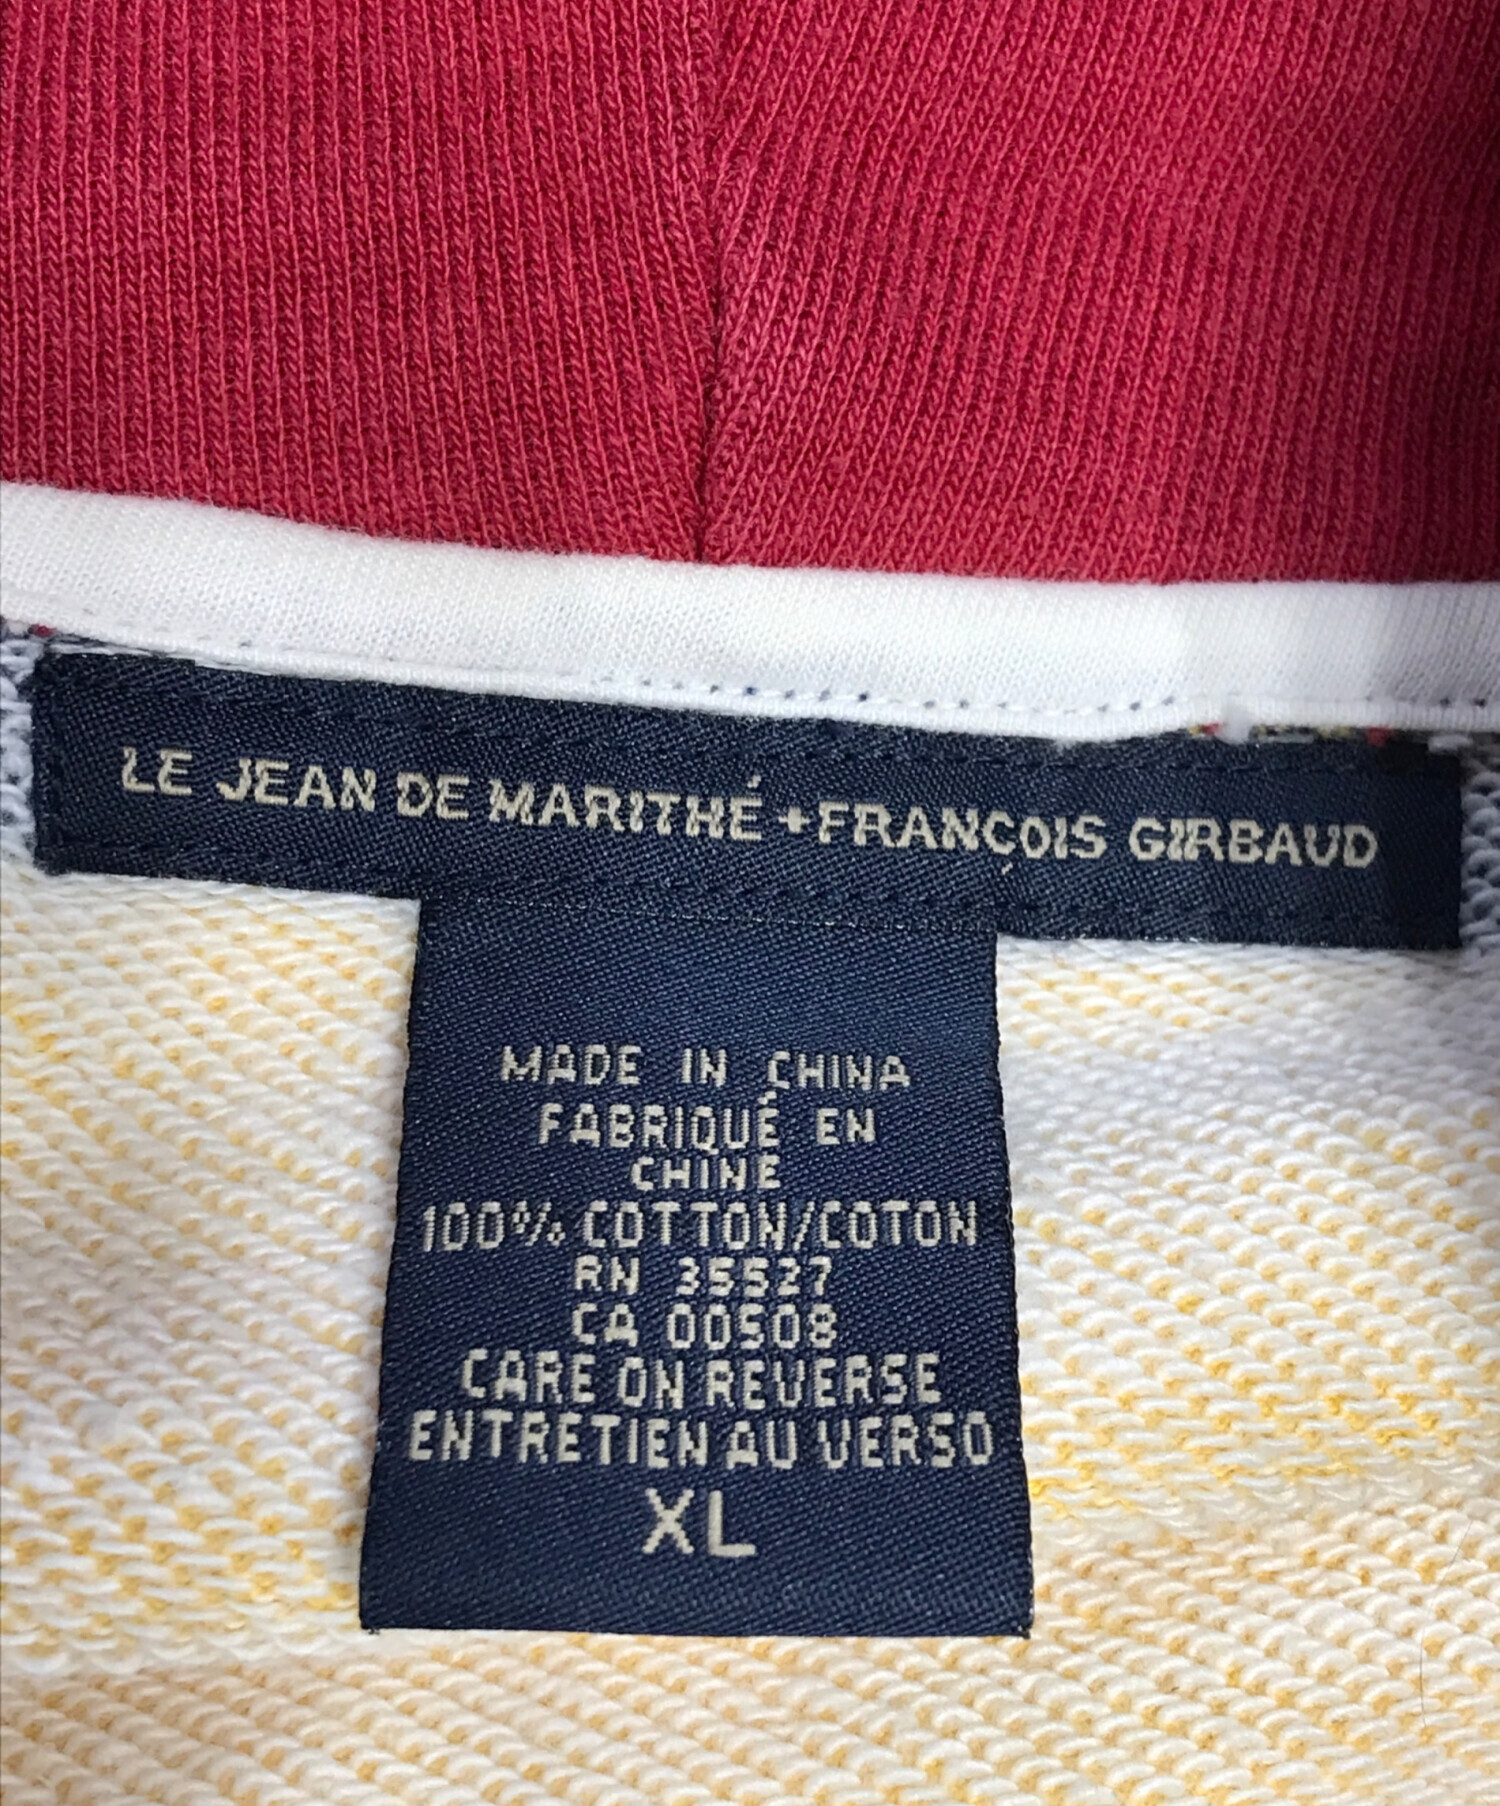 LE JEAN DE MARITHÉ + FRANÇOIS GIRBAUD
MADE IN CHINA
FABRIQUÉ EN
CHINE
100% COTTON/COTON
RN 35527
CA 00508
CARE ON REVERSE
ENTRETIEN AU VERSO
XL